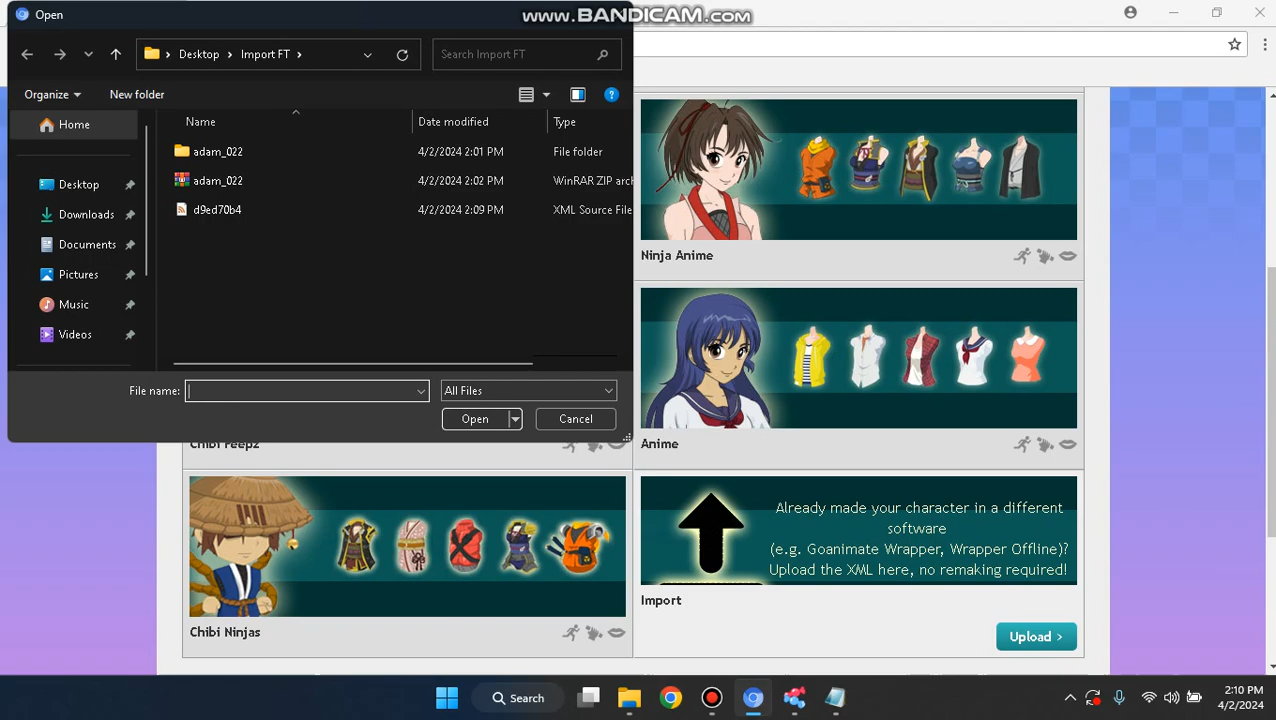 Open
www.BANDICAM.com
Desktop
Import FT
Search Import FT
Organize
New folder
Home
Name
Date modified
Type
adam_022
4/2/2024 2:01 PM
File folder
adam_022
4/2/2024 2:02 PM
WinRAR ZIP arc
d9ed70b4
4/2/2024 2:09 PM
XML Source File
Desktop
Downloads
Documents
Pictures
Music
Videos
File name:
All Files
Open
Cancel
Ninja Anime
Chibi Peepz
Anime
Already made your character in a different
software
(e.g. Goanimate Wrapper, Wrapper Offline)?
Upload the XML here, no remaking required!
Import
Chibi Ninjas
Upload >
Search
2:10 PM
4/2/2024